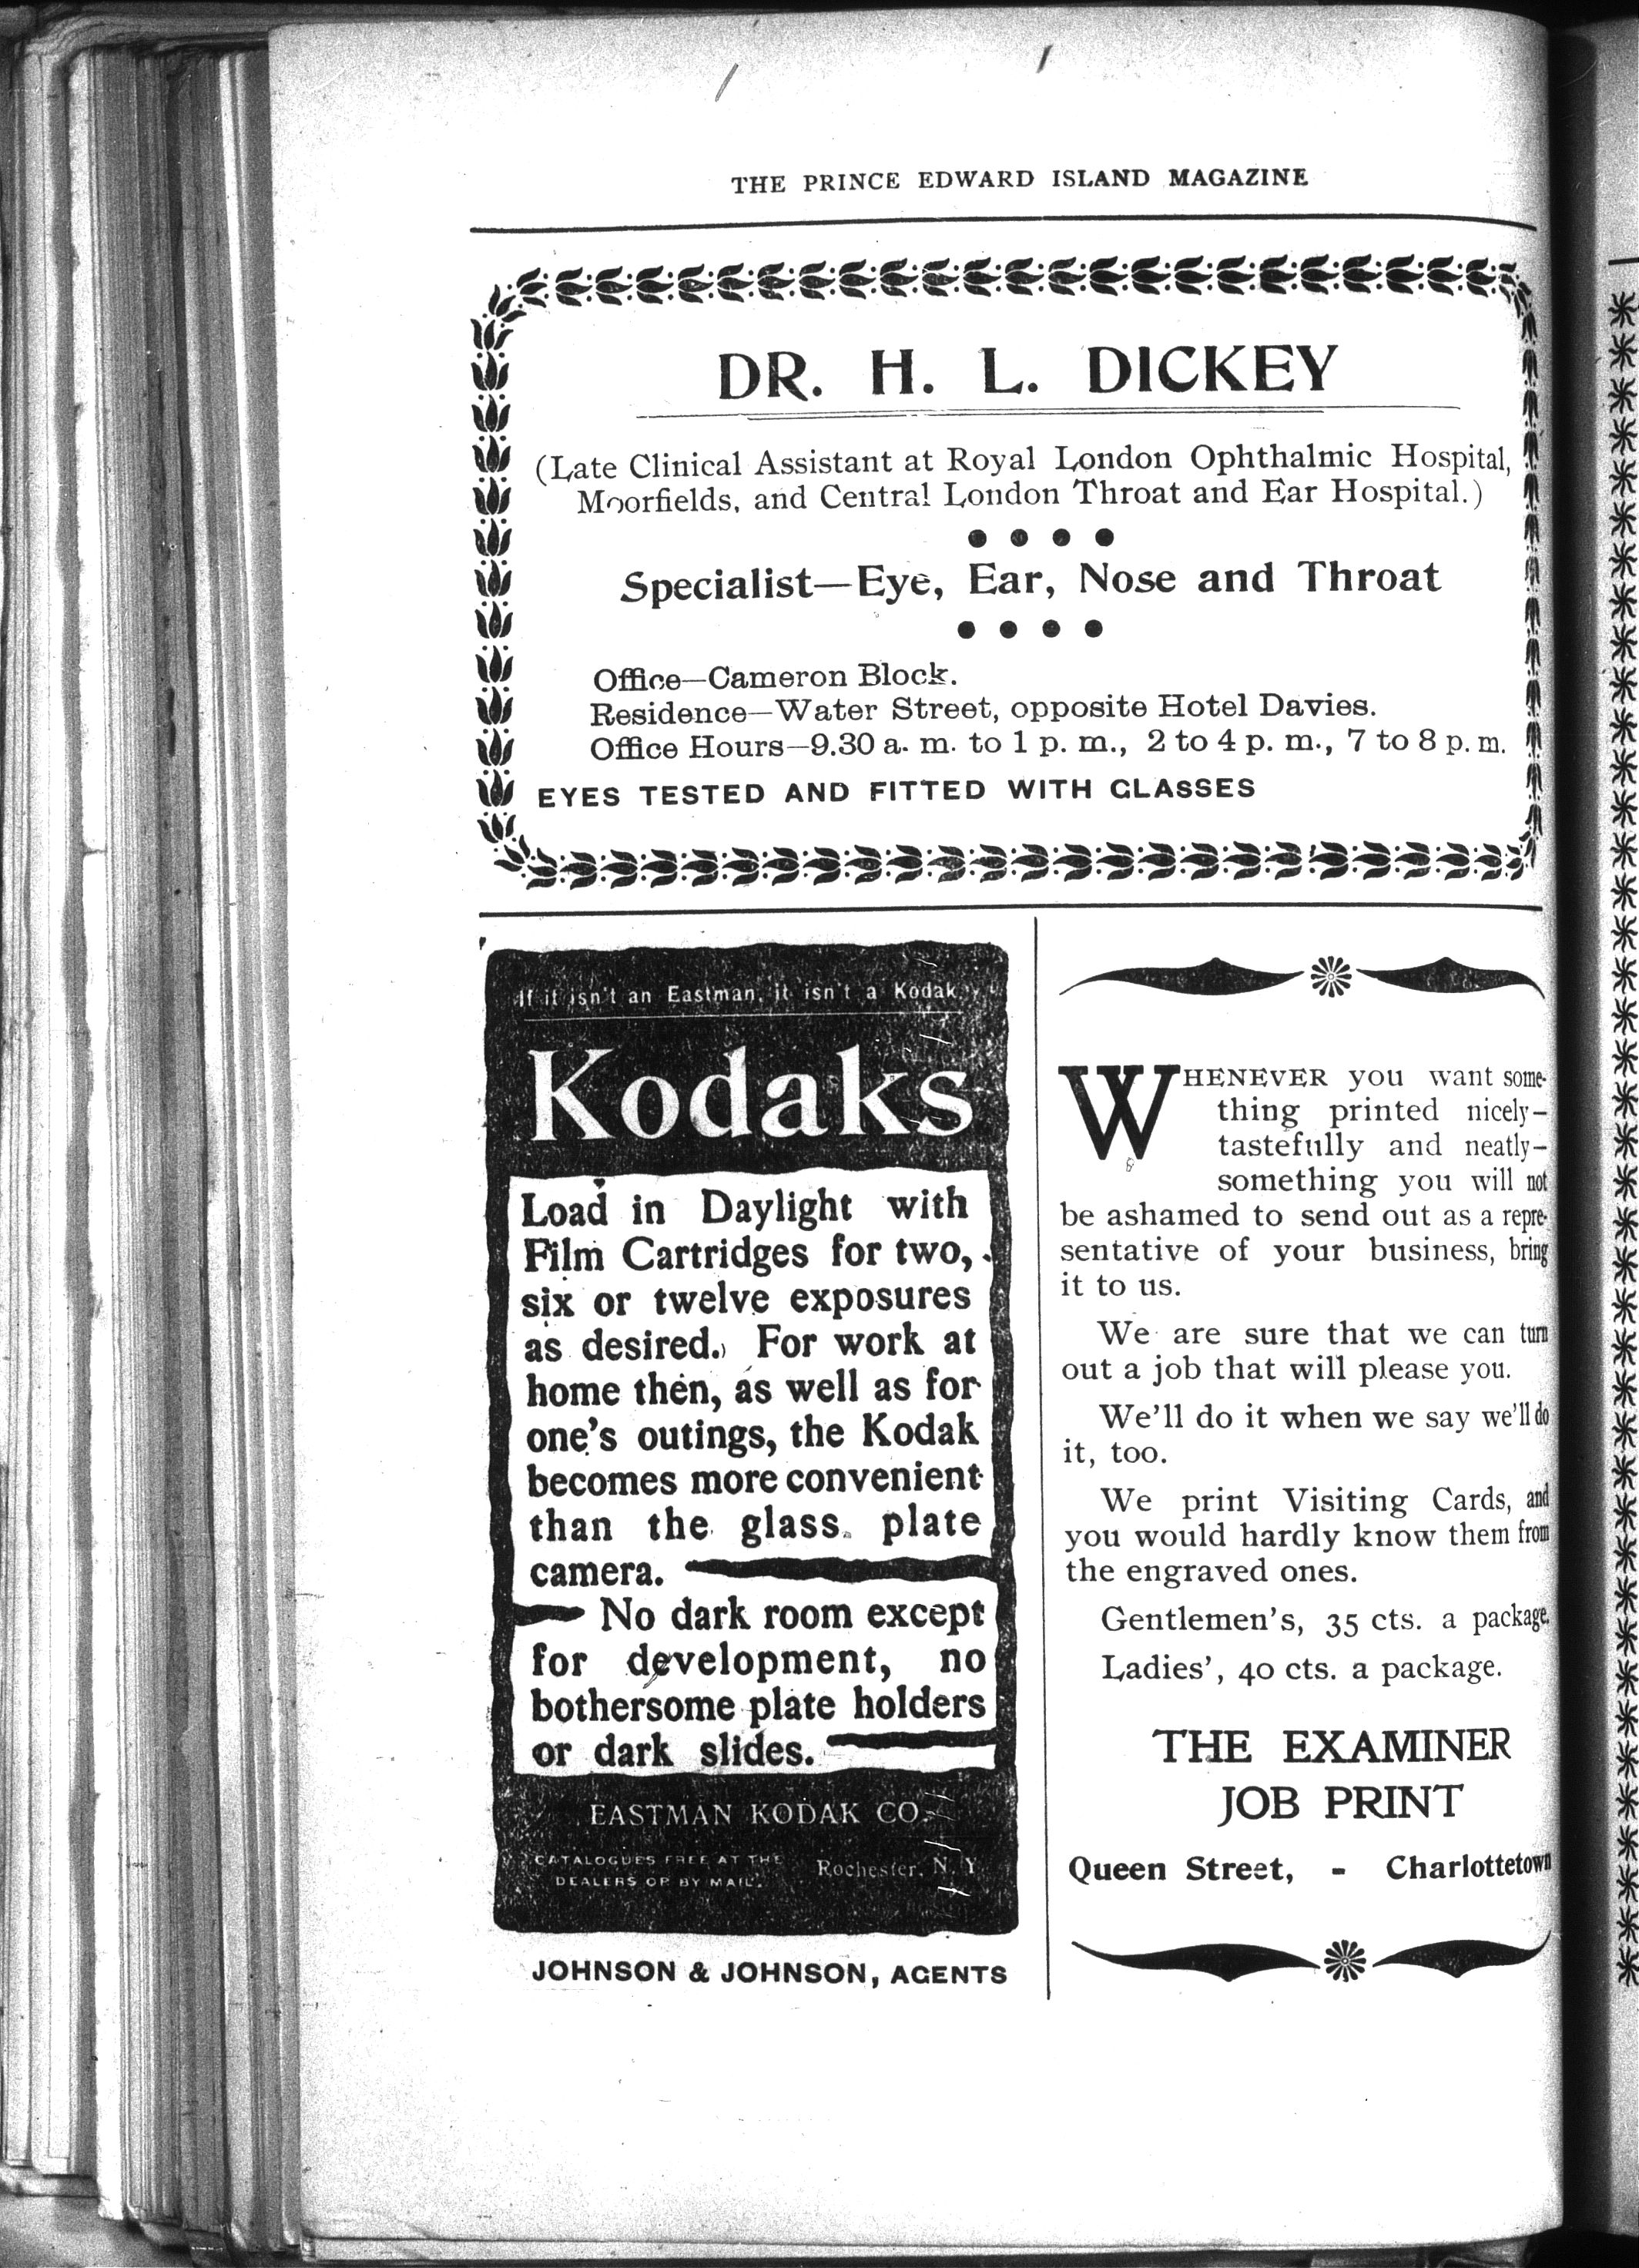 THE PRINCE EDWARD ISLAND MAGAZINE
DR. H. L. DICKEY
(Late Clinical Assistant at Royal London Ophthalmic Hospital,
Moorfields, and Central London Throat and Ear Hospital.)
Specialist—Eye, Ear, Nose and Throat
Office—Cameron Block.
Residence—Water Street, opposite Hotel Davies.
Office Hours—9.30 a. m. to 1 p. m., 2 to 4 p. m., 7 to 8 p. m.
EYES TESTED AND FITTED WITH GLASSES
If it isn't an Eastman, it isn't a Kodak.
Kodaks
Load in Daylight with
Film Cartridges for two,
six or twelve exposures
as desired. For work at
home then, as well as for
one's outings, the Kodak
becomes more convenient
than the glass plate
camera.
No dark room except
for development, no
bothersome plate holders
or dark slides.
EASTMAN KODAK CO.
CATALOGUES FREE AT THE
DEALERS OR BY MAIL.
Rochester, N. Y.
JOHNSON & JOHNSON, AGENTS
WHENEVER you want some-
thing printed nicely—
tastefully and neatly—
something you will not
be ashamed to send out as a repre-
sentative of your business, bring
it to us.
We are sure that we can turn
out a job that will please you.
We'll do it when we say we'll do
it, too.
We print Visiting Cards, and
you would hardly know them from
the engraved ones.
Gentlemen's, 35 cts. a package.
Ladies', 40 cts. a package.
THE EXAMINER
JOB PRINT
Queen Street, - Charlottetown